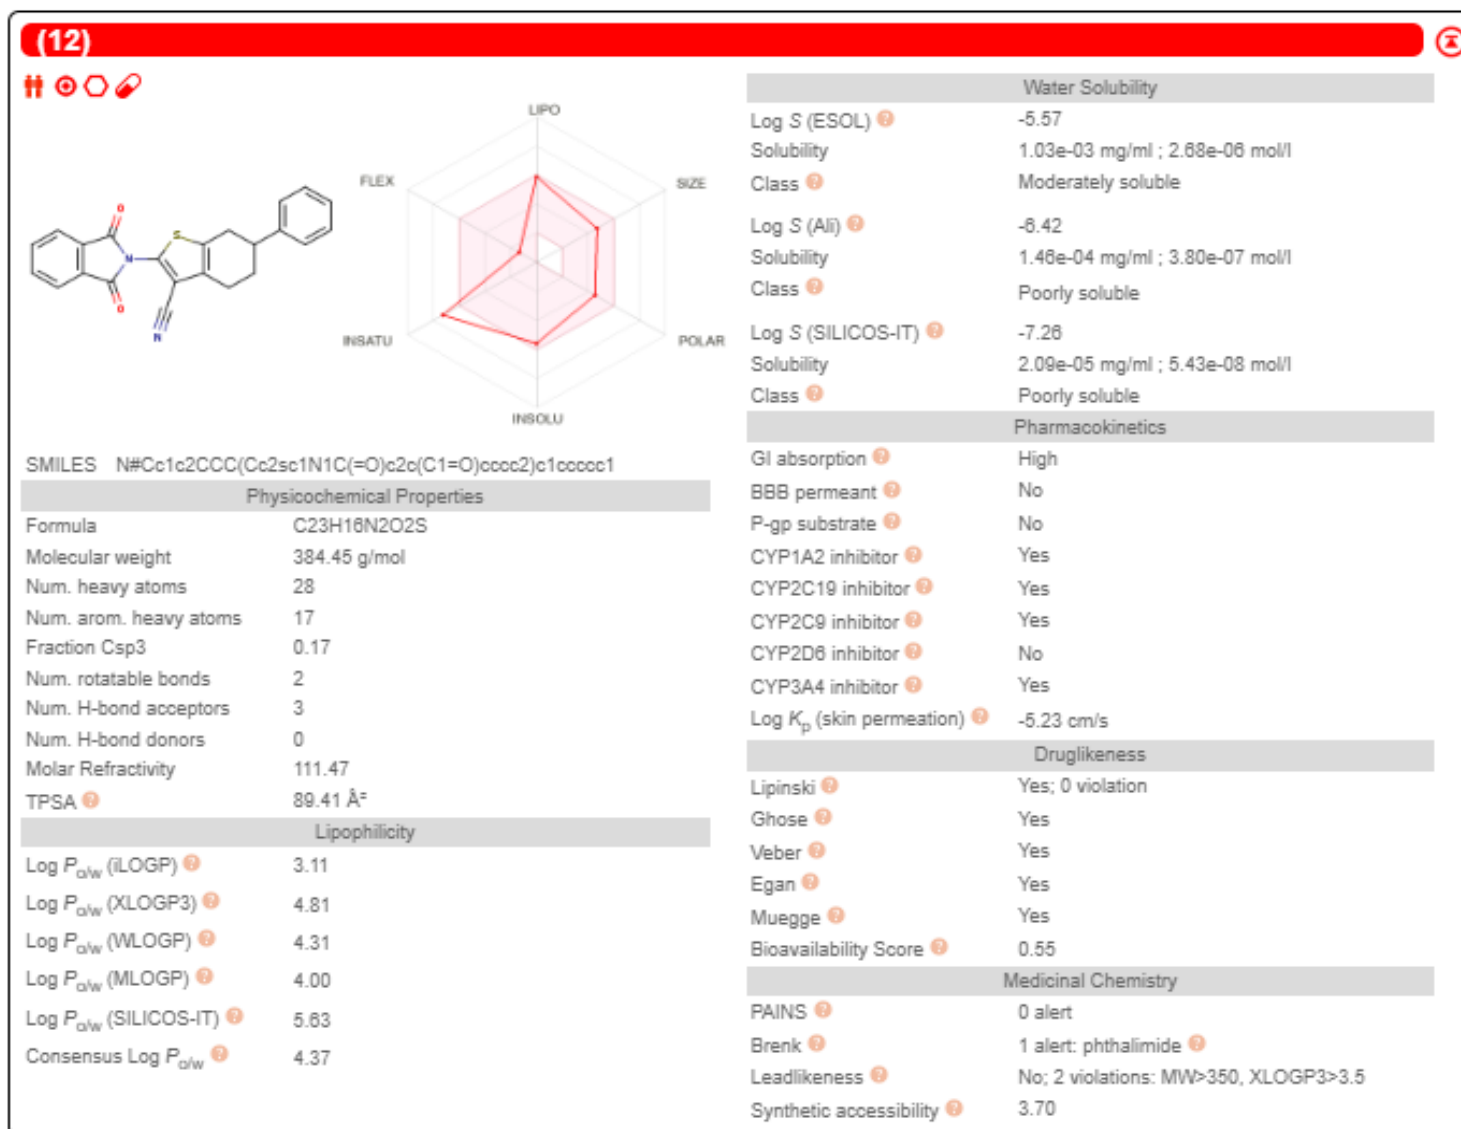 (12)
LIPO
FLEX
SIZE
O
S
N
O
N
INSATU
POLAR
INSOLU
SMILES N#Cc1c2CCC(Cc2sc1N1C(=O)c2c(C1=O)cccc2)c1ccccc1
Physicochemical Properties
Formula C23H16N2O2S
Molecular weight 384.45 g/mol
Num. heavy atoms 28
Num. arom. heavy atoms 17
Fraction Csp3 0.17
Num. rotatable bonds 2
Num. H-bond acceptors 3
Num. H-bond donors 0
Molar Refractivity 111.47
TPSA ? 89.41 Å²
Lipophilicity
Log Po/w (iLOGP) ? 3.11
Log Po/w (XLOGP3) ? 4.81
Log Po/w (WLOGP) ? 4.31
Log Po/w (MLOGP) ? 4.00
Log Po/w (SILICOS-IT) ? 5.63
Consensus Log Po/w ? 4.37
Water Solubility
Log S (ESOL) ? -5.57
Solubility 1.03e-03 mg/ml ; 2.68e-06 mol/l
Class ? Moderately soluble
Log S (Ali) ? -6.42
Solubility 1.46e-04 mg/ml ; 3.80e-07 mol/l
Class ? Poorly soluble
Log S (SILICOS-IT) ? -7.26
Solubility 2.09e-05 mg/ml ; 5.43e-08 mol/l
Class ? Poorly soluble
Pharmacokinetics
GI absorption ? High
BBB permeant ? No
P-gp substrate ? No
CYP1A2 inhibitor ? Yes
CYP2C19 inhibitor ? Yes
CYP2C9 inhibitor ? Yes
CYP2D6 inhibitor ? No
CYP3A4 inhibitor ? Yes
Log Kp (skin permeation) ? -5.23 cm/s
Druglikeness
Lipinski ? Yes; 0 violation
Ghose ? Yes
Veber ? Yes
Egan ? Yes
Muegge ? Yes
Bioavailability Score ? 0.55
Medicinal Chemistry
PAINS ? 0 alert
Brenk ? 1 alert: phthalimide ?
Leadlikeness ? No; 2 violations: MW>350, XLOGP3>3.5
Synthetic accessibility ? 3.70